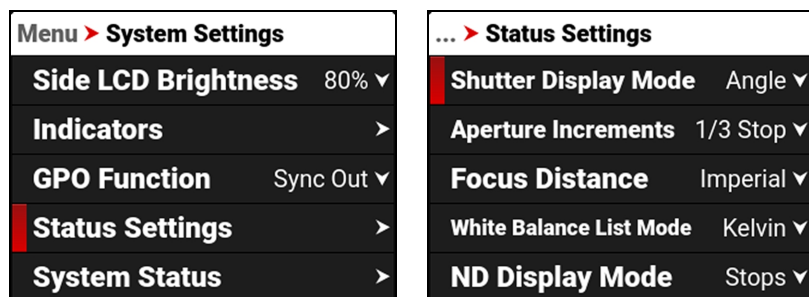 Menu > System Settings
Side LCD Brightness 80%
Indicators >
GPO Function Sync Out
Status Settings >
System Status >
... > Status Settings
Shutter Display Mode Angle
Aperture Increments 1/3 Stop
Focus Distance Imperial
White Balance List Mode Kelvin
ND Display Mode Stops